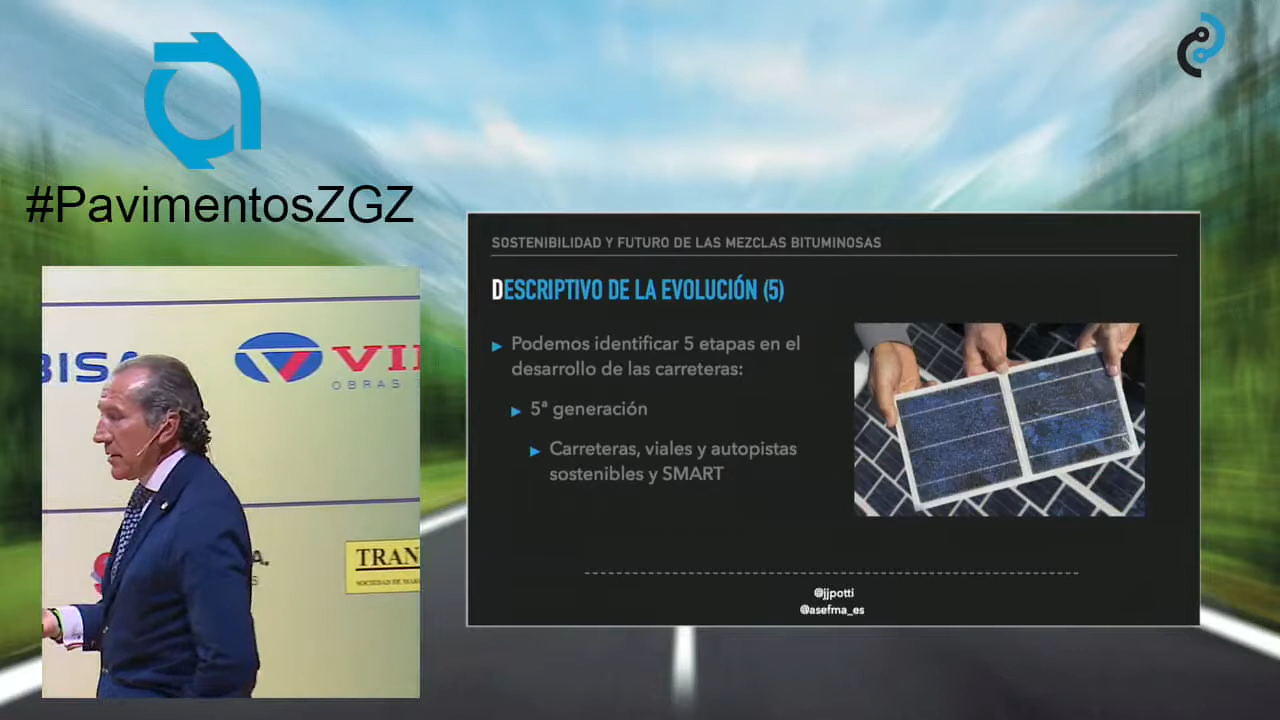 #PavimentosZGZ
BISA
VI
OBRAS
TRAN
SOSTENIBILIDAD Y FUTURO DE LAS MEZCLAS BITUMINOSAS
DESCRIPTIVO DE LA EVOLUCIÓN (5)
Podemos identificar 5 etapas en el
desarrollo de las carreteras:
5ª generación
Carreteras, viales y autopistas
sostenibles y SMART
@jjpotti
@asefma_es